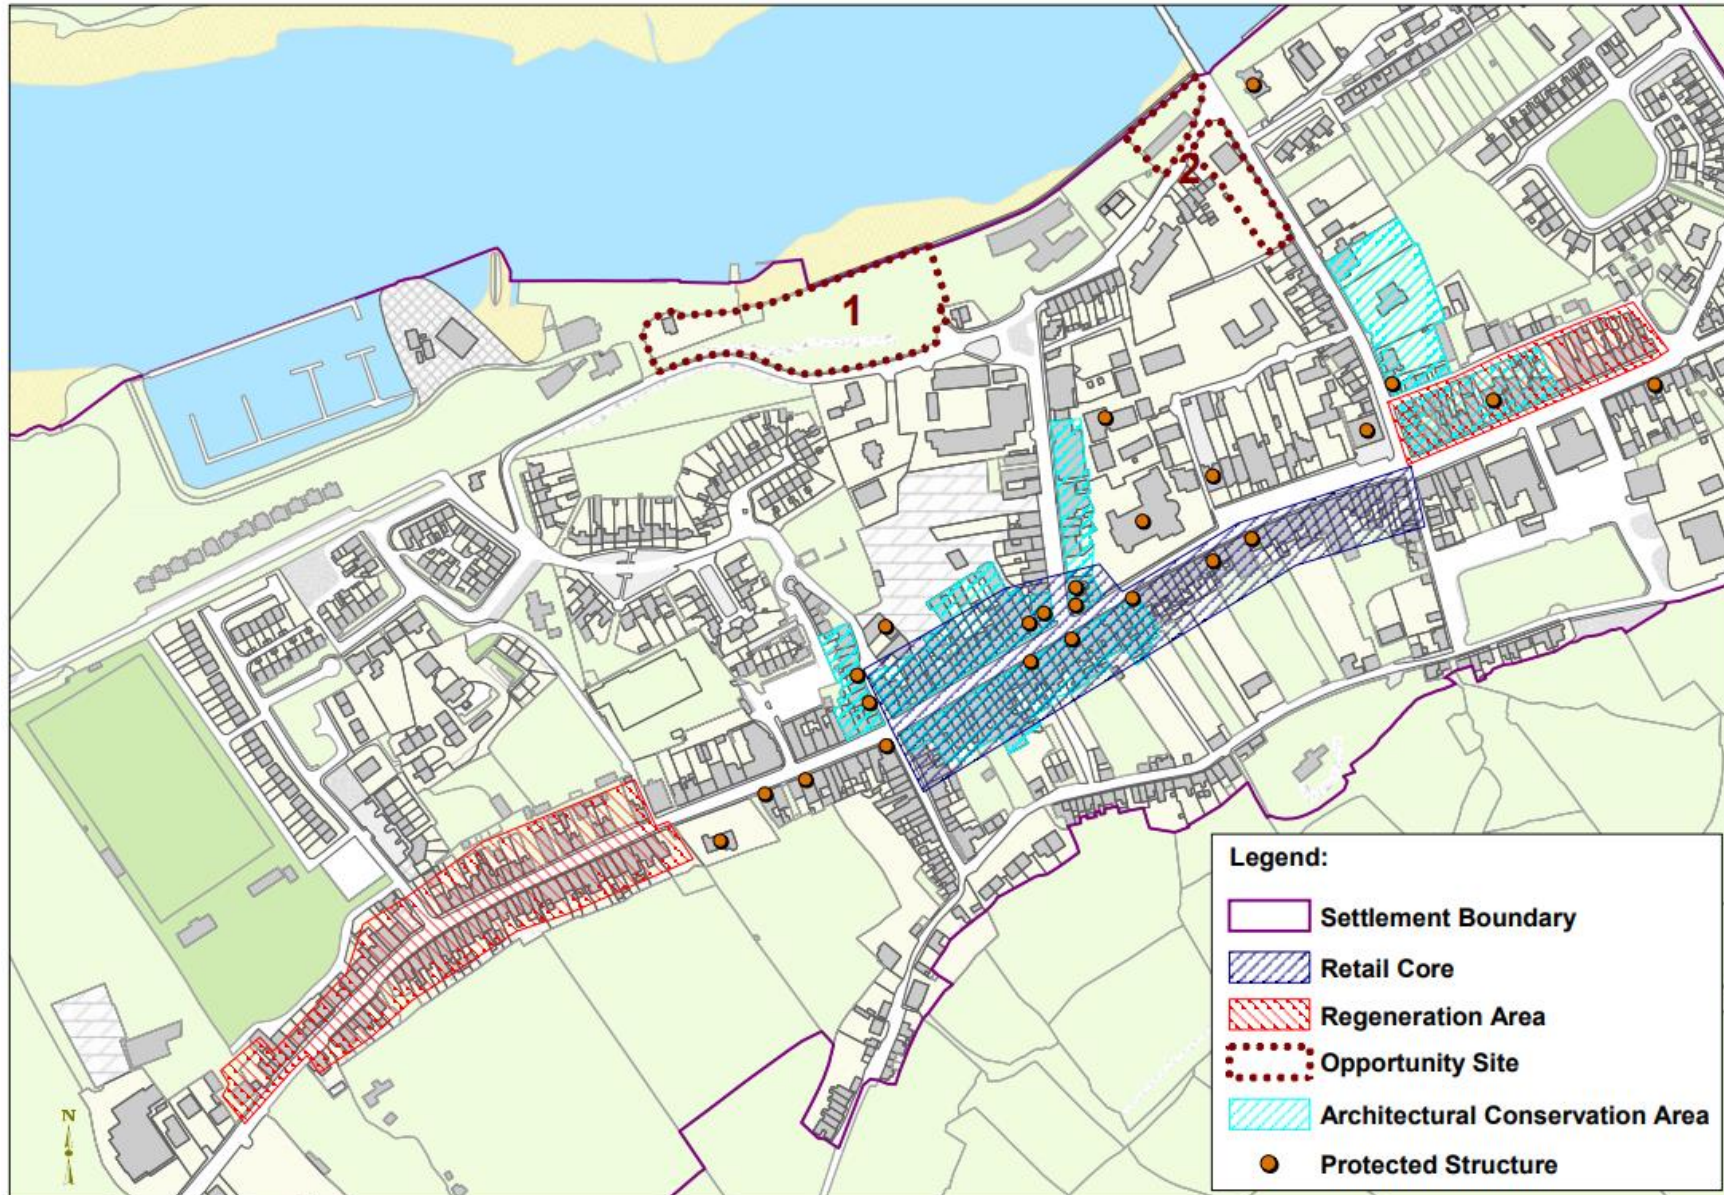 2
1
Legend:
Settlement Boundary
Retail Core
Regeneration Area
Opportunity Site
Architectural Conservation Area
Protected Structure
N